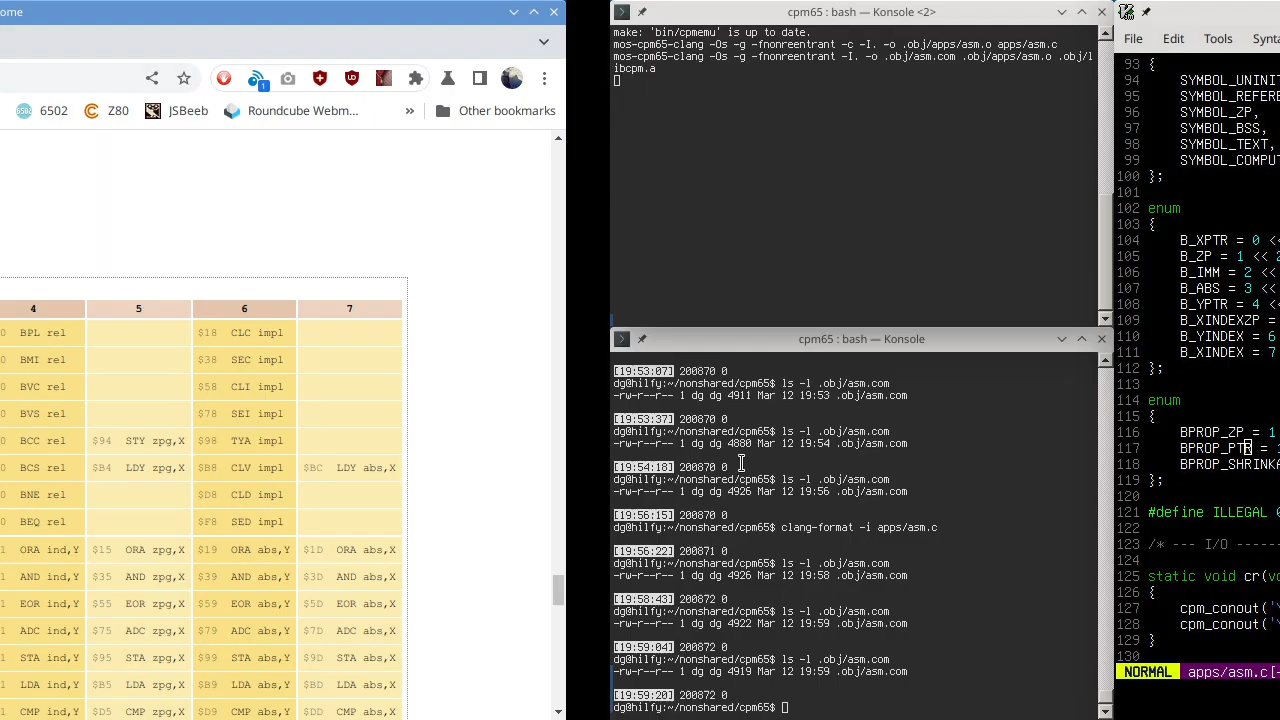 ome
6502
Z80
JSBeeb
Roundcube Webm...
»
Other bookmarks
1
4 5 6 7
0 BPL rel $18 CLC impl
0 BMI rel $38 SEC impl
0 BVC rel $58 CLI impl
0 BVS rel $78 SEI impl
0 BCC rel $94 STY zpg,X $98 TYA impl
0 BCS rel $B4 LDY zpg,X $B8 CLV impl $BC LDY abs,X
0 BNE rel $D8 CLD impl
0 BEQ rel $F8 SED impl
1 ORA ind,Y $15 ORA zpg,X $19 ORA abs,Y $1D ORA abs,X
1 AND ind,Y $35 AND zpg,X $39 AND abs,Y $3D AND abs,X
1 EOR ind,Y $55 EOR zpg,X $59 EOR abs,Y $5D EOR abs,X
1 ADC ind,Y $75 ADC zpg,X $79 ADC abs,Y $7D ADC abs,X
1 STA ind,Y $95 STA zpg,X $99 STA abs,Y $9D STA abs,X
1 LDA ind,Y $B5 LDA zpg,X $B9 LDA abs,Y $BD LDA abs,X
1 CMP ind,Y $D5 CMP zpg,X $D9 CMP abs,Y $DD CMP abs,X
cpm65 : bash — Konsole <2>
make: 'bin/cpmemu' is up to date.
mos-cpm65-clang -Os -g -fnonreentrant -c -I. -o .obj/apps/asm.o apps/asm.c
mos-cpm65-clang -Os -g -fnonreentrant -I. -o .obj/asm.com .obj/apps/asm.o .obj/l
ibcpm.a
cpm65 : bash — Konsole
[19:53:07] 200870 0
dg@hilfy:~/nonshared/cpm65$ ls -l .obj/asm.com
-rw-r--r-- 1 dg dg 4911 Mar 12 19:53 .obj/asm.com
[19:53:37] 200870 0
dg@hilfy:~/nonshared/cpm65$ ls -l .obj/asm.com
-rw-r--r-- 1 dg dg 4880 Mar 12 19:54 .obj/asm.com
[19:54:18] 200870 0
dg@hilfy:~/nonshared/cpm65$ ls -l .obj/asm.com
-rw-r--r-- 1 dg dg 4926 Mar 12 19:56 .obj/asm.com
[19:56:15] 200870 0
dg@hilfy:~/nonshared/cpm65$ clang-format -i apps/asm.c
[19:56:22] 200871 0
dg@hilfy:~/nonshared/cpm65$ ls -l .obj/asm.com
-rw-r--r-- 1 dg dg 4926 Mar 12 19:58 .obj/asm.com
[19:58:43] 200872 0
dg@hilfy:~/nonshared/cpm65$ ls -l .obj/asm.com
-rw-r--r-- 1 dg dg 4922 Mar 12 19:59 .obj/asm.com
[19:59:04] 200872 0
dg@hilfy:~/nonshared/cpm65$ ls -l .obj/asm.com
-rw-r--r-- 1 dg dg 4919 Mar 12 19:59 .obj/asm.com
[19:59:20] 200872 0
dg@hilfy:~/nonshared/cpm65$
File Edit Tools Synta
93 {
94 SYMBOL_UNINIT
95 SYMBOL_REFERE
96 SYMBOL_ZP,
97 SYMBOL_BSS,
98 SYMBOL_TEXT,
99 SYMBOL_COMPUT
100 };
101
102 enum
103 {
104 B_XPTR = 0 <<
105 B_ZP = 1 << 2
106 B_IMM = 2 <<
107 B_ABS = 3 <<
108 B_YPTR = 4 <
109 B_XINDEXZP =
110 B_YINDEX = 6
111 B_XINDEX = 7
112 };
113
114 enum
115 {
116 BPROP_ZP = 1
117 BPROP_PTR = 1
118 BPROP_SHRINKA
119 };
120
121 #define ILLEGAL 0
122
123 /* --- I/O ------
124
125 static void cr(vo
126 {
127 cpm_conout('\
128 cpm_conout('\
129 }
130
NORMAL apps/asm.c[-